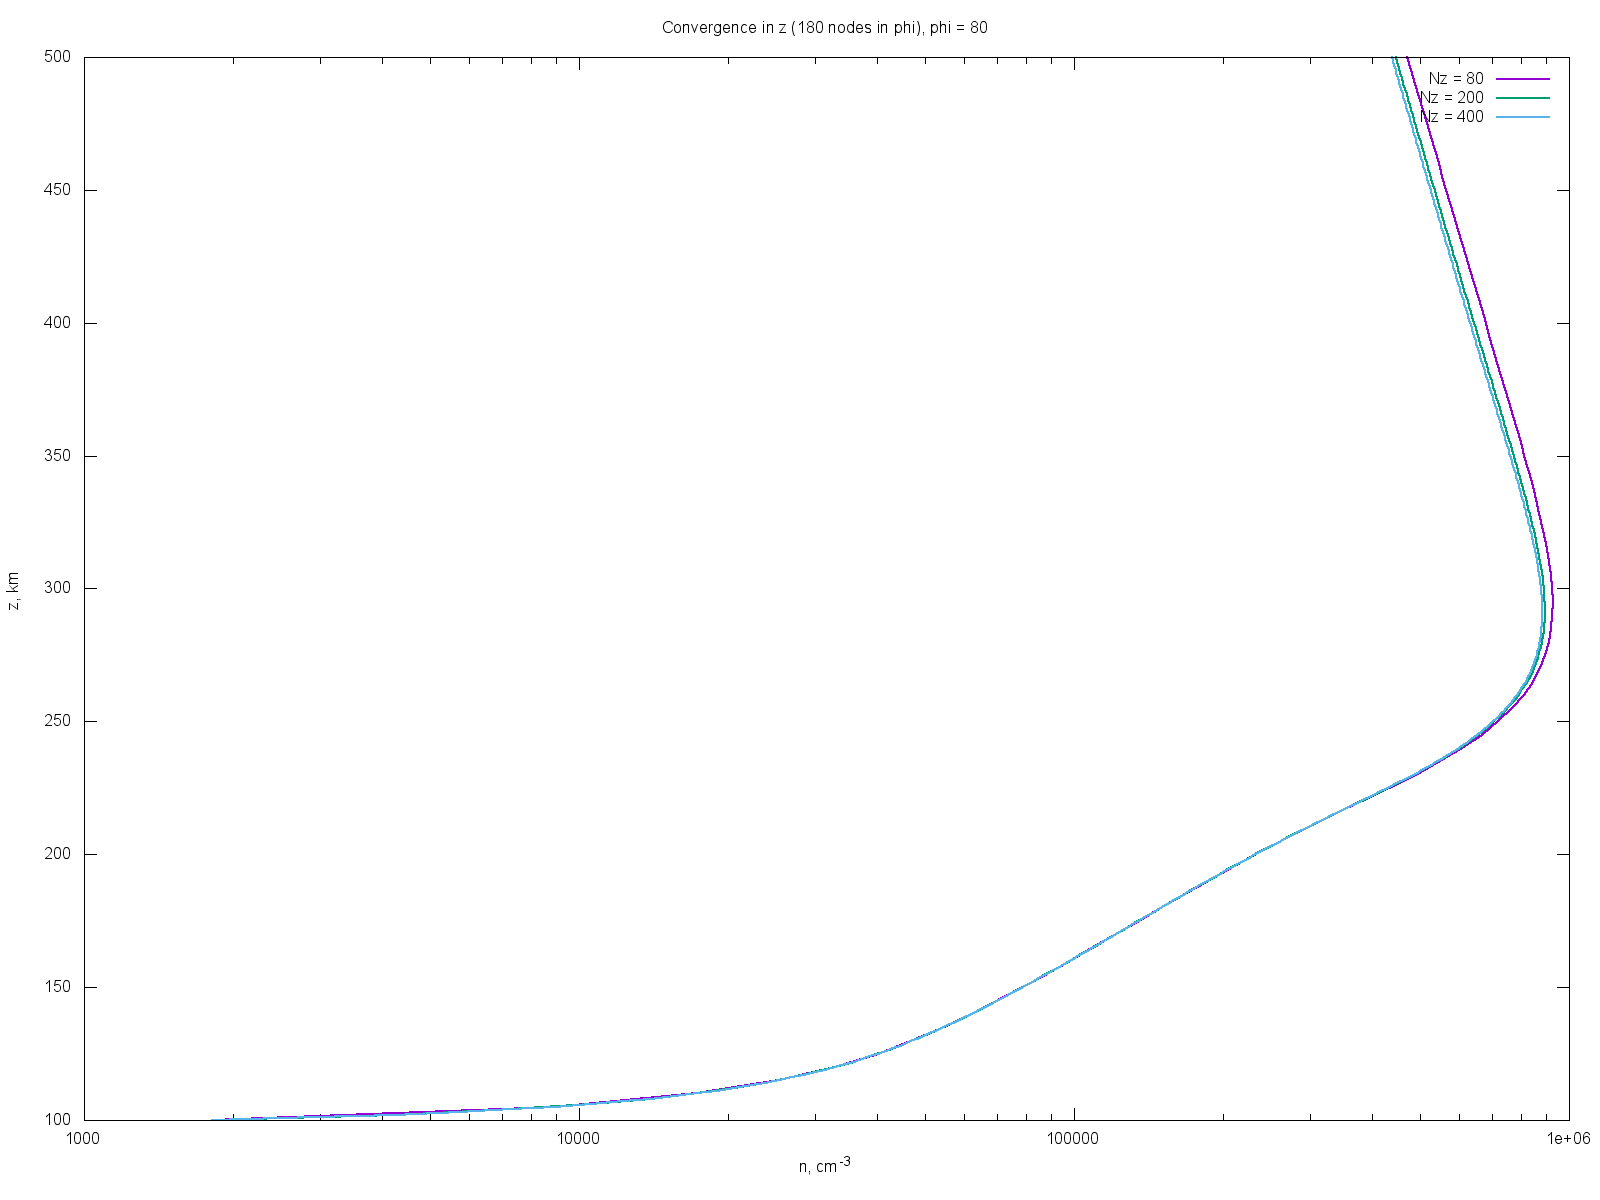 Convergence in z (180 nodes in phi), phi = 80
500
450
400
350
300
250
200
150
100
z, km
Nz = 80
Nz = 200
Nz = 400
1000
10000
100000
1e+06
n, cm-3